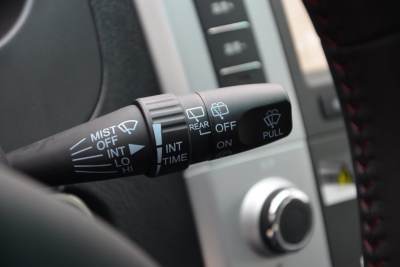 MIST
OFF
INT
LO
HI
INT
TIME
REAR
OFF
ON
PULL